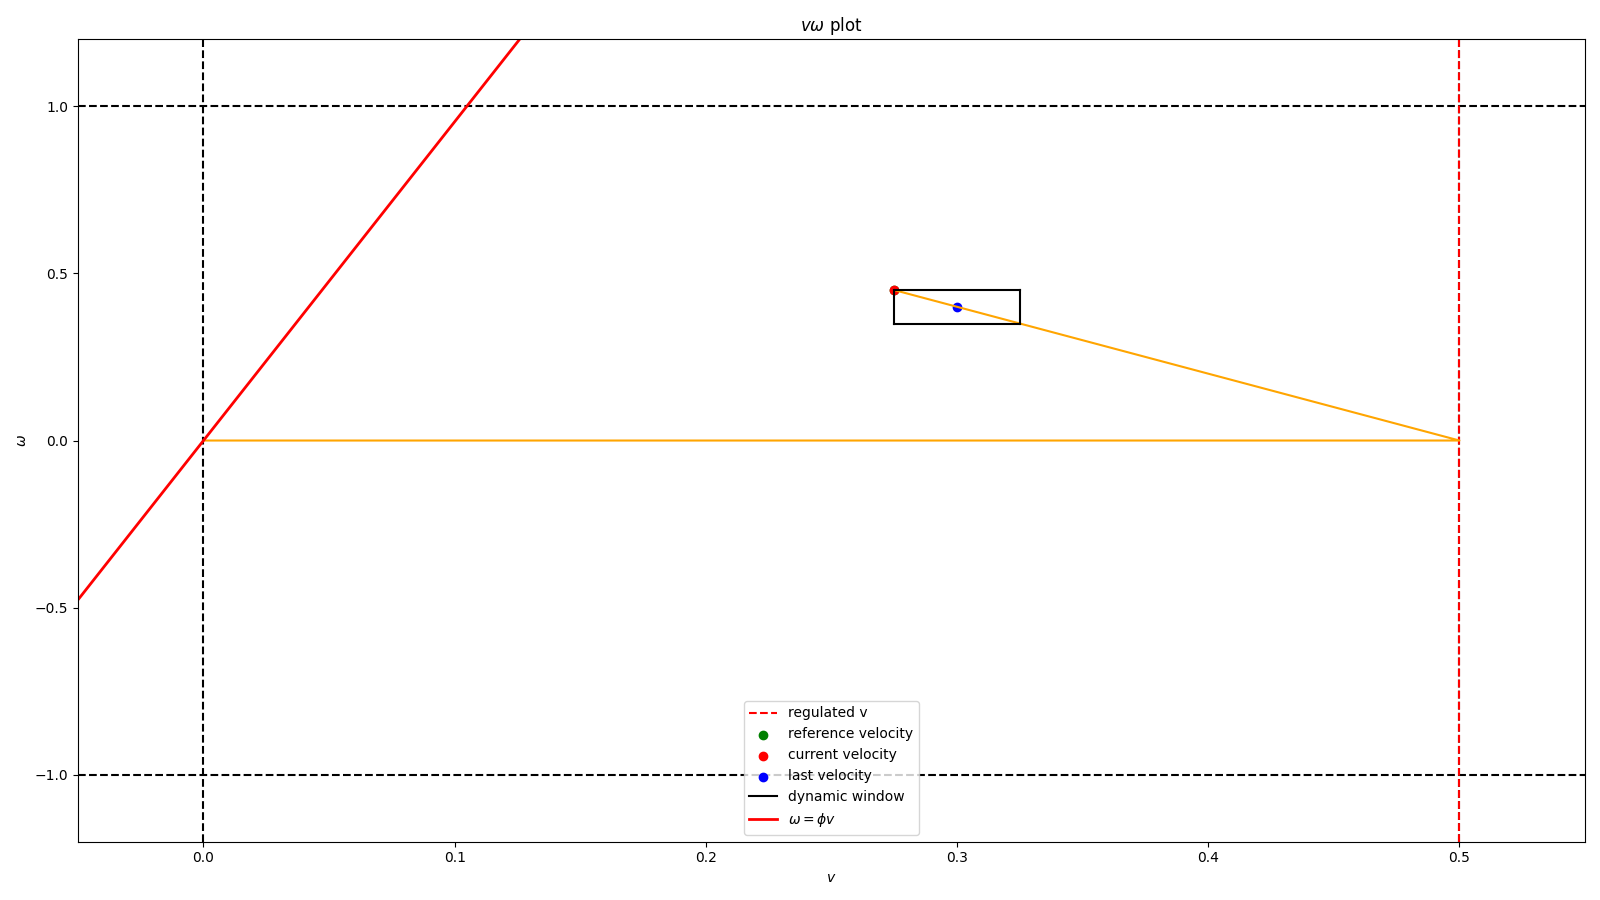 vω plot
ω
1.0
0.5
0.0
−0.5
−1.0
regulated v
reference velocity
current velocity
last velocity
dynamic window
ω = ϕv
0.0 0.1 0.2 0.3 0.4 0.5
v